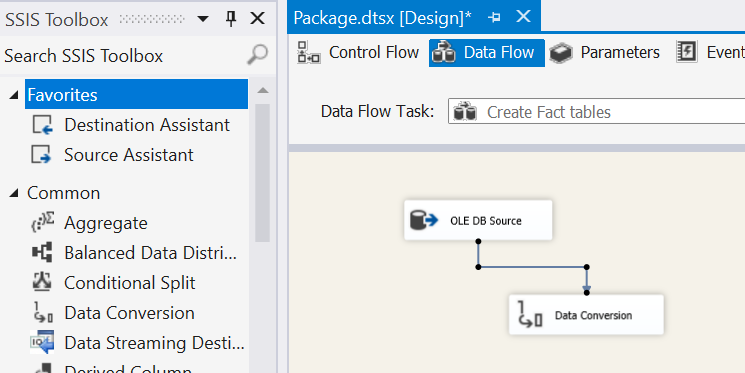 SSIS Toolbox
Search SSIS Toolbox
Favorites
Destination Assistant
Source Assistant
Common
Aggregate
Balanced Data Distri...
Conditional Split
Data Conversion
Data Streaming Desti...
Derived Column
Package.dtsx [Design]*
Control Flow
Data Flow
Parameters
Event
Data Flow Task:
Create Fact tables
OLE DB Source
Data Conversion